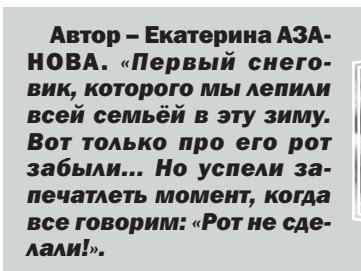 Автор – Екатерина АЗА-
НОВА. «Первый снего-
вик, которого мы лепили
всей семьёй в эту зиму.
Вот только про его рот
забыли... Но успели за-
печатлеть момент, когда
все говорим: «Рот не сде-
лали!».